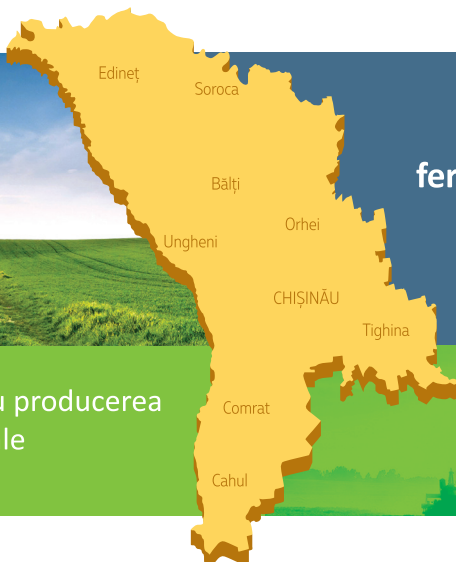 Edineț
Soroca
fer
Bălți
Orhei
Ungheni
CHIȘINĂU
Tighina
u producerea
le
Comrat
Cahul